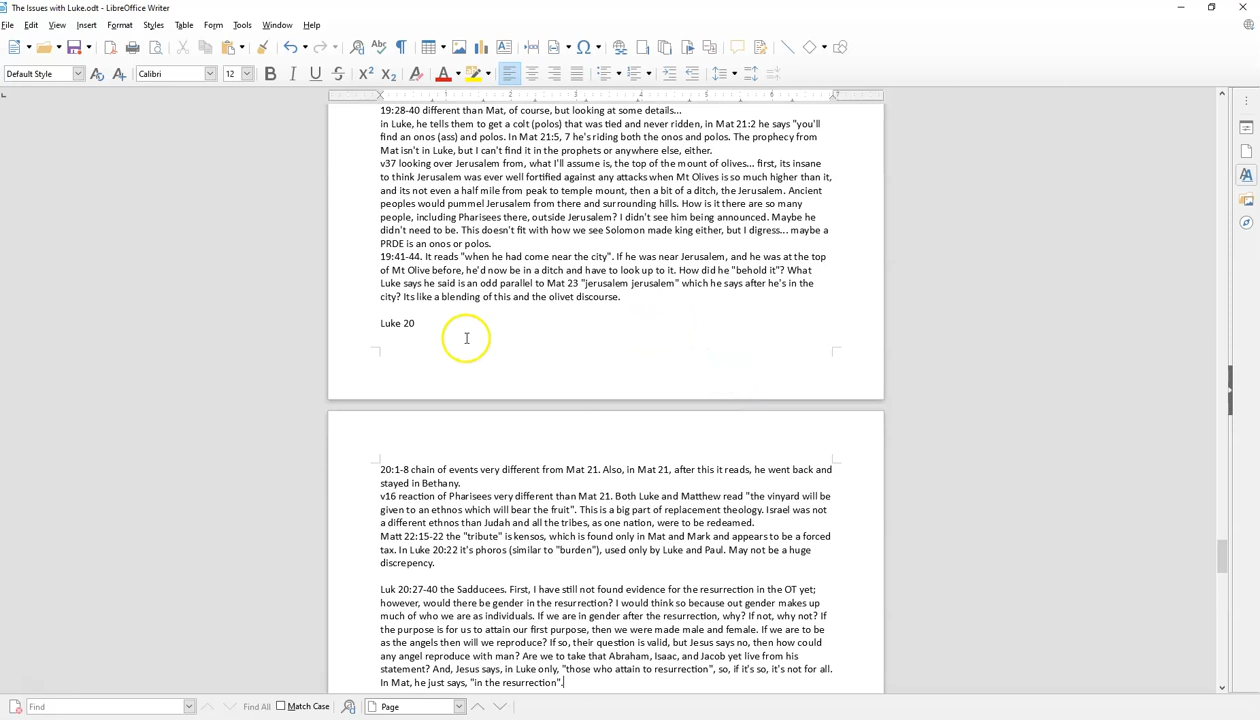 The Issues with Luke.odt - LibreOffice Writer
File Edit View Insert Format Styles Table Form Tools Window Help
Default Style Calibri 12
1 2 3 4 5 6 7
19:28-40 different than Mat, of course, but looking at some details...
in Luke, he tells them to get a colt (polos) that was tied and never ridden, in Mat 21:2 he says "you'll
find an onos (ass) and polos. In Mat 21:5, 7 he's riding both the onos and polos. The prophecy from
Mat isn't in Luke, but I can't find it in the prophets or anywhere else, either.
v37 looking over Jerusalem from, what I'll assume is, the top of the mount of olives... first, its insane
to think Jerusalem was ever well fortified against any attacks when Mt Olives is so much higher than it,
and its not even a half mile from peak to temple mount, then a bit of a ditch, the Jerusalem. Ancient
peoples would pummel Jerusalem from there and surrounding hills. How is it there are so many
people, including Pharisees there, outside Jerusalem? I didn't see him being announced. Maybe he
didn't need to be. This doesn't fit with how we see Solomon made king either, but I digress... maybe a
PRDE is an onos or polos.
19:41-44. It reads "when he had come near the city". If he was near Jerusalem, and he was at the top
of Mt Olive before, he'd now be in a ditch and have to look up to it. How did he "behold it"? What
Luke says he said is an odd parallel to Mat 23 "jerusalem jerusalem" which he says after he's in the
city? Its like a blending of this and the olivet discourse.
Luke 20
20:1-8 chain of events very different from Mat 21. Also, in Mat 21, after this it reads, he went back and
stayed in Bethany.
v16 reaction of Pharisees very different than Mat 21. Both Luke and Matthew read "the vinyard will be
given to an ethnos which will bear the fruit". This is a big part of replacement theology. Israel was not
a different ethnos than Judah and all the tribes, as one nation, were to be redeamed.
Matt 22:15-22 the "tribute" is kensos, which is found only in Mat and Mark and appears to be a forced
tax. In Luke 20:22 it's phoros (similar to "burden"), used only by Luke and Paul. May not be a huge
discrepency.
Luk 20:27-40 the Sadducees. First, I have still not found evidence for the resurrection in the OT yet;
however, would there be gender in the resurrection? I would think so because out gender makes up
much of who we are as individuals. If we are in gender after the resurrection, why? If not, why not? If
the purpose is for us to attain our first purpose, then we were made male and female. If we are to be
as the angels then will we reproduce? If so, their question is valid, but Jesus says no, then how could
any angel reproduce with man? Are we to take that Abraham, Isaac, and Jacob yet live from his
statement? And, Jesus says, in Luke only, "those who attain to resurrection", so, if it's so, it's not for all.
In Mat, he just says, "in the resurrection".
Find Find All Match Case Page